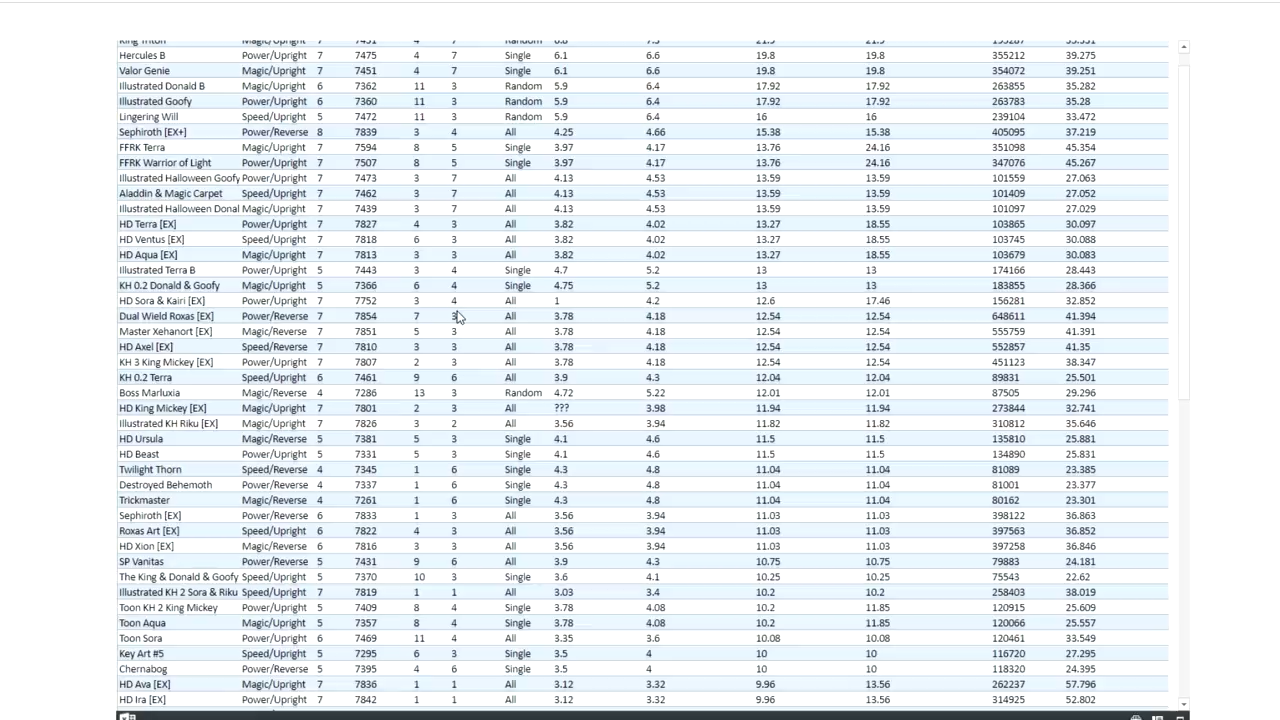 King Triton Magic/Upright 7 7451 4 7 Random 6.8 7.3 21.9 21.9
Hercules B Power/Upright 7 7475 4 7 Single 6.1 6.6 19.8 19.8 355212 39.275
Valor Genie Magic/Upright 7 7451 4 7 Single 6.1 6.6 19.8 19.8 354072 39.251
Illustrated Donald B Magic/Upright 6 7362 11 3 Random 5.9 6.4 17.92 17.92 263855 35.282
Illustrated Goofy Power/Upright 6 7360 11 3 Random 5.9 6.4 17.92 17.92 263783 35.28
Lingering Will Speed/Upright 5 7472 11 3 Random 5.9 6.4 16 16 239104 33.472
Sephiroth [EX+] Power/Reverse 8 7839 3 4 All 4.25 4.66 15.38 15.38 405095 37.219
FFRK Terra Magic/Upright 7 7594 8 5 Single 3.97 4.17 13.76 24.16 351098 45.354
FFRK Warrior of Light Power/Upright 7 7507 8 5 Single 3.97 4.17 13.76 24.16 347076 45.267
Illustrated Halloween Goofy Power/Upright 7 7473 3 7 All 4.13 4.53 13.59 13.59 101559 27.063
Aladdin & Magic Carpet Speed/Upright 7 7462 3 7 All 4.13 4.53 13.59 13.59 101409 27.052
Illustrated Halloween Donal Magic/Upright 7 7439 3 7 All 4.13 4.53 13.59 13.59 101097 27.029
HD Terra [EX] Power/Upright 7 7827 4 3 All 3.82 4.02 13.27 18.55 103865 30.097
HD Ventus [EX] Speed/Upright 7 7818 6 3 All 3.82 4.02 13.27 18.55 103745 30.088
HD Aqua [EX] Magic/Upright 7 7813 3 3 All 3.82 4.02 13.27 18.55 103679 30.083
Illustrated Terra B Power/Upright 5 7443 3 4 Single 4.7 5.2 13 13 174166 28.443
KH 0.2 Donald & Goofy Magic/Upright 5 7366 6 4 Single 4.75 5.2 13 13 183855 28.366
HD Sora & Kairi [EX] Power/Upright 7 7752 3 4 All 1 4.2 12.6 17.46 156281 32.852
Dual Wield Roxas [EX] Power/Reverse 7 7854 7 3 All 3.78 4.18 12.54 12.54 648611 41.394
Master Xehanort [EX] Magic/Reverse 7 7851 5 3 All 3.78 4.18 12.54 12.54 555759 41.391
HD Axel [EX] Speed/Reverse 7 7810 3 3 All 3.78 4.18 12.54 12.54 552857 41.35
KH 3 King Mickey [EX] Power/Upright 7 7807 2 3 All 3.78 4.18 12.54 12.54 451123 38.347
KH 0.2 Terra Speed/Upright 6 7461 9 6 All 3.9 4.3 12.04 12.04 89831 25.501
Boss Marluxia Magic/Reverse 4 7286 13 3 Random 4.72 5.22 12.01 12.01 87505 29.296
HD King Mickey [EX] Magic/Upright 7 7801 2 3 All ??? 3.98 11.94 11.94 273844 32.741
Illustrated KH Riku [EX] Magic/Reverse 7 7826 3 2 All 3.56 3.94 11.82 11.82 310812 35.646
HD Ursula Magic/Reverse 5 7381 5 3 Single 4.1 4.6 11.5 11.5 135810 25.881
HD Beast Power/Upright 5 7331 5 3 Single 4.1 4.6 11.5 11.5 134890 25.831
Twilight Thorn Speed/Reverse 4 7345 1 6 Single 4.3 4.8 11.04 11.04 81089 23.385
Destroyed Behemoth Power/Reverse 4 7337 1 6 Single 4.3 4.8 11.04 11.04 81001 23.377
Trickmaster Magic/Reverse 4 7261 1 6 Single 4.3 4.8 11.04 11.04 80162 23.301
Sephiroth [EX] Power/Reverse 6 7833 1 3 All 3.56 3.94 11.03 11.03 398122 36.863
Roxas Art [EX] Speed/Upright 6 7822 4 3 All 3.56 3.94 11.03 11.03 397563 36.852
HD Xion [EX] Magic/Reverse 6 7816 3 3 All 3.56 3.94 11.03 11.03 397258 36.846
SP Vanitas Power/Reverse 5 7431 9 6 All 3.9 4.3 10.75 10.75 79883 24.181
The King & Donald & Goofy Speed/Upright 5 7370 10 3 Single 3.6 4.1 10.25 10.25 75543 22.62
Illustrated KH 2 Sora & Riku Speed/Upright 7 7819 1 1 All 3.03 3.4 10.2 10.2 258403 38.019
Toon KH 2 King Mickey Power/Upright 5 7409 8 4 Single 3.78 4.08 10.2 11.85 120915 25.609
Toon Aqua Magic/Upright 5 7357 8 4 Single 3.78 4.08 10.2 11.85 120066 25.557
Toon Sora Power/Upright 6 7469 11 4 All 3.35 3.6 10.08 10.08 120461 33.549
Key Art #5 Speed/Upright 5 7295 6 3 Single 3.5 4 10 10 116720 27.295
Chernabog Power/Reverse 5 7395 4 6 Single 3.5 4 10 10 118320 24.395
HD Ava [EX] Magic/Upright 7 7836 1 1 All 3.12 3.32 9.96 13.56 262237 57.796
HD Ira [EX] Power/Upright 7 7842 1 1 All 3.12 3.32 9.96 13.56 314925 52.802